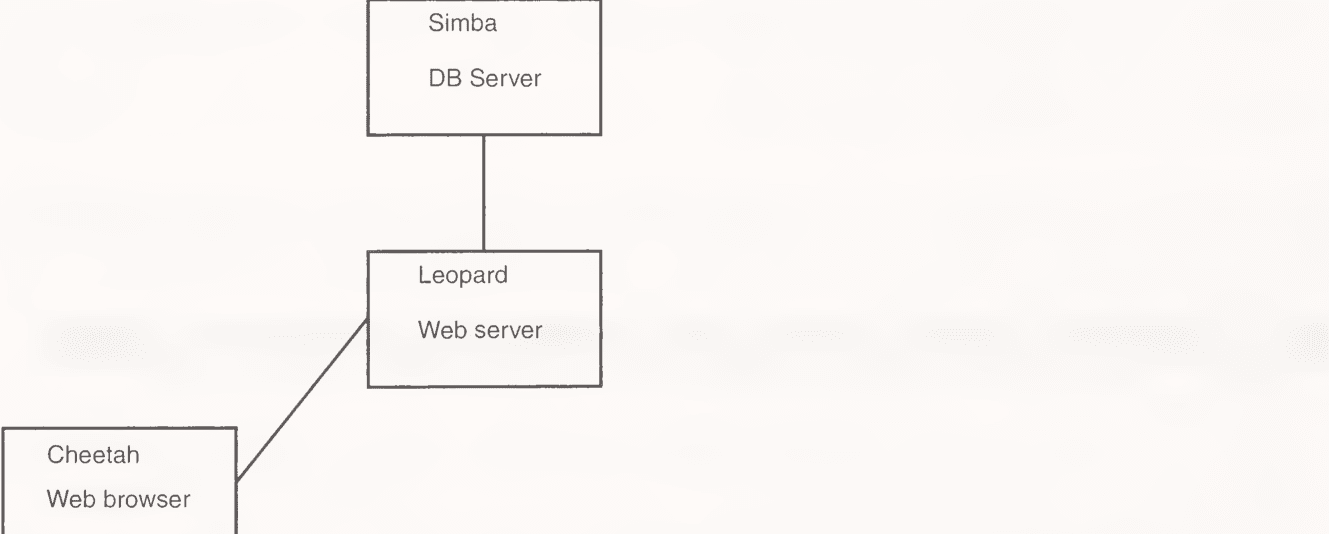 Simba
DB Server
Leopard
Web server
Cheetah
Web browser